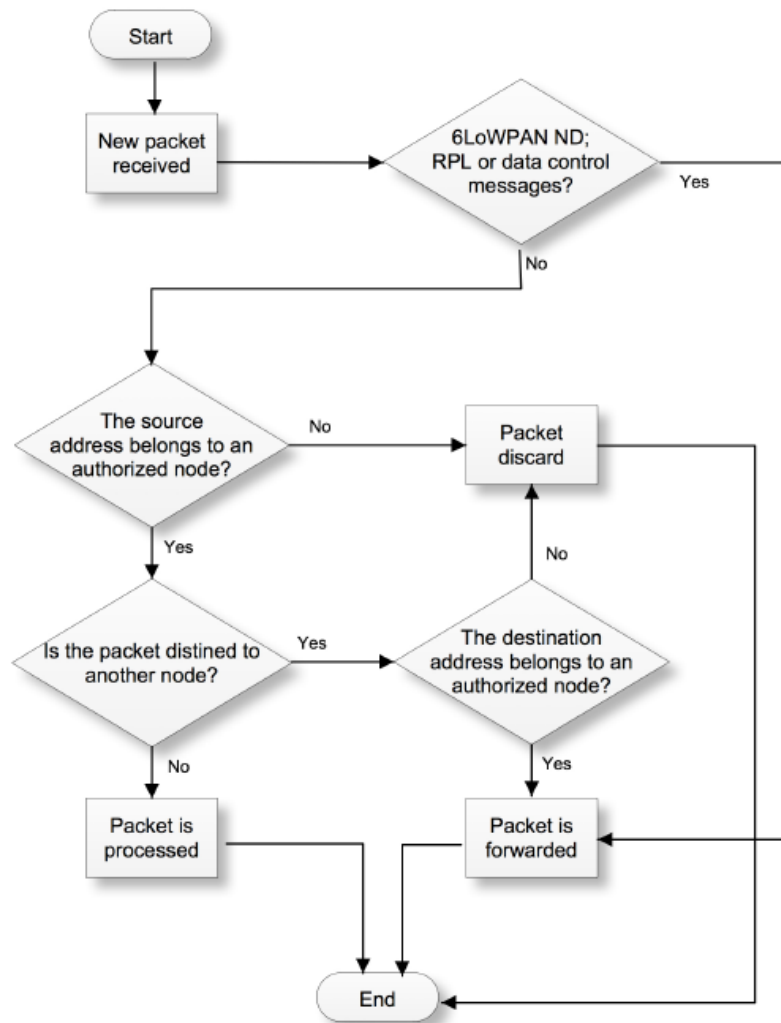 Start
New packet
received
6LoWPAN ND;
RPL or data control
messages?
Yes
No
The source
address belongs to an
authorized node?
No
Packet
discard
Yes
No
Is the packet distined to
another node?
Yes
The destination
address belongs to an
authorized node?
No
Yes
Packet is
processed
Packet is
forwarded
End